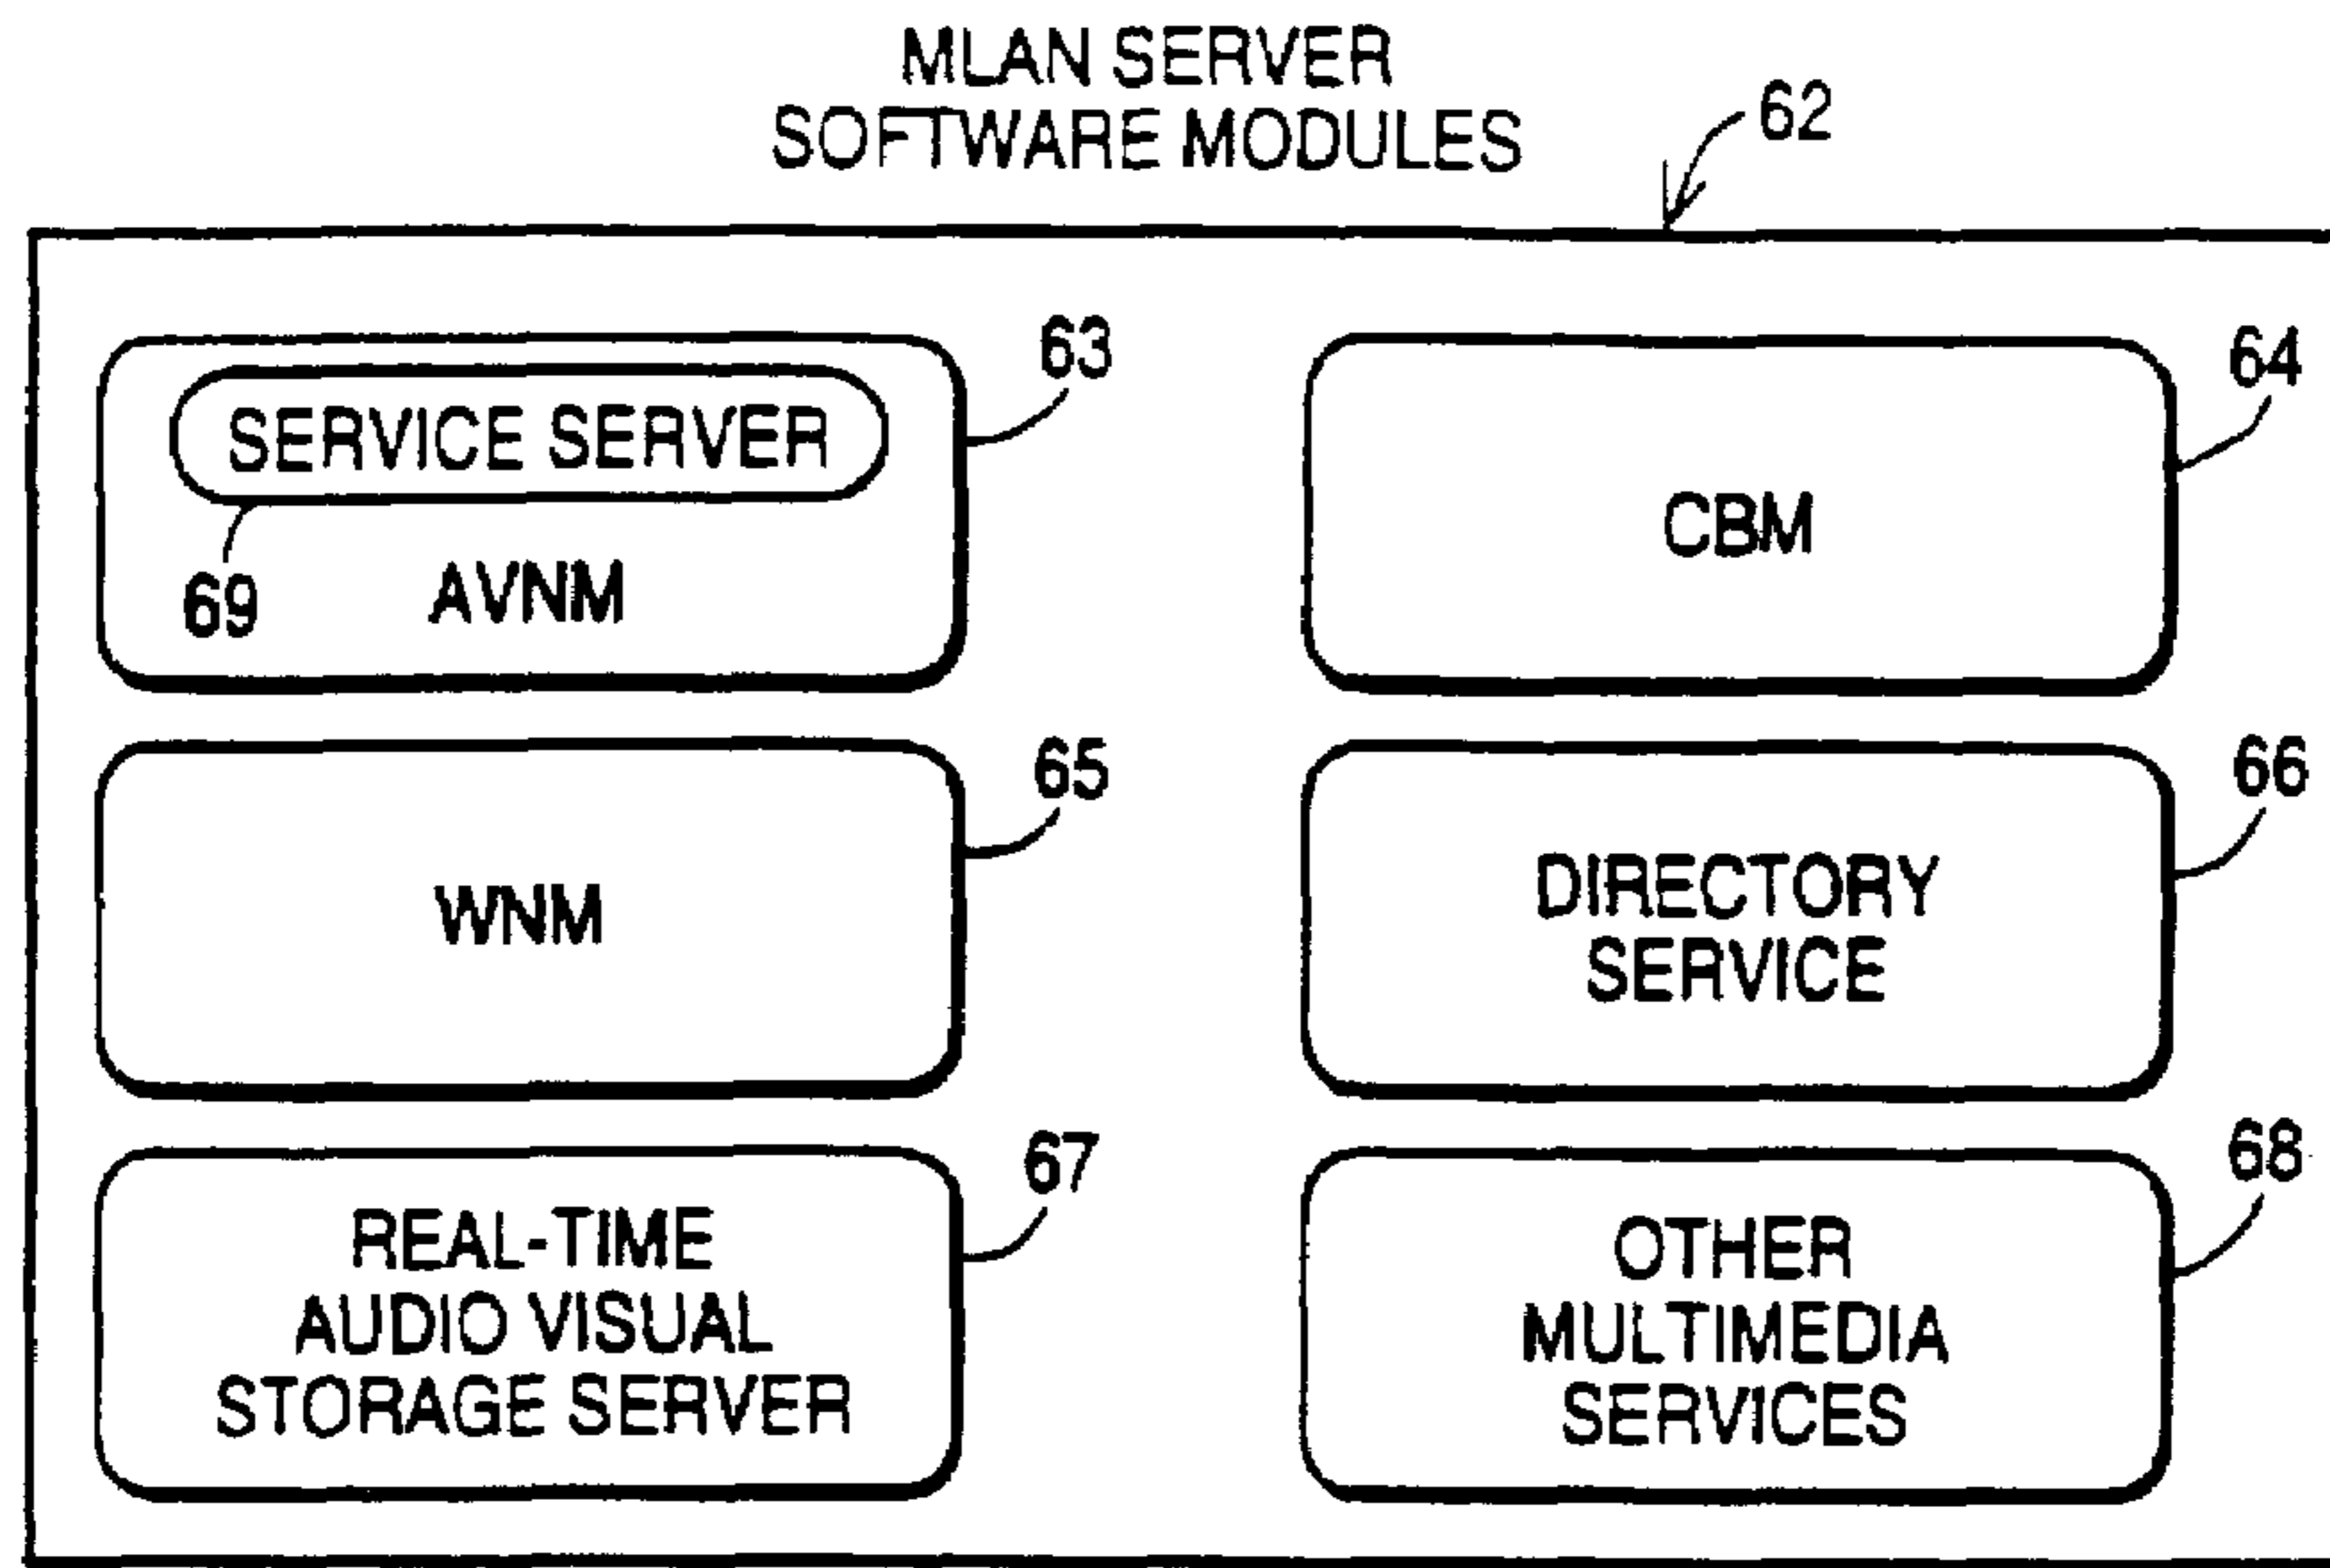 MLAN SERVER
SOFTWARE MODULES
62
63
SERVICE SERVER
69
AVNM
64
CBM
65
WNM
66
DIRECTORY
SERVICE
67
REAL-TIME
AUDIO VISUAL
STORAGE SERVER
68
OTHER
MULTIMEDIA
SERVICES